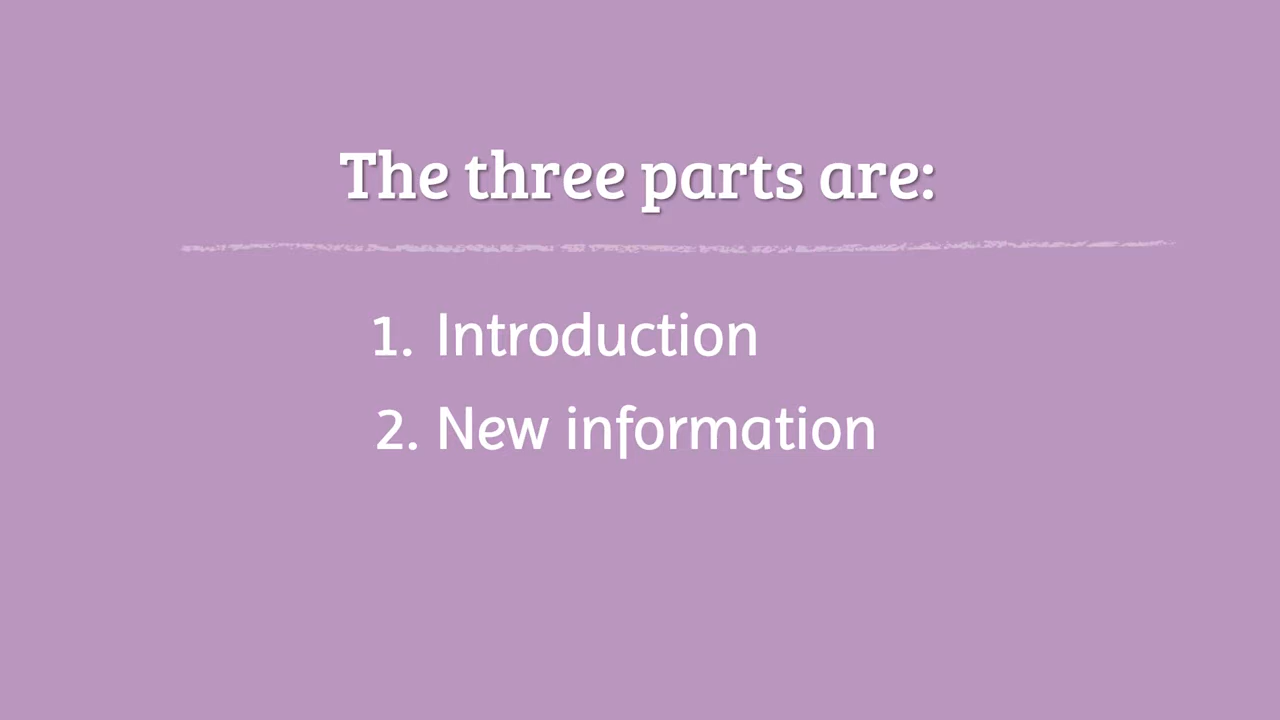 The three parts are:
1. Introduction
2. New information